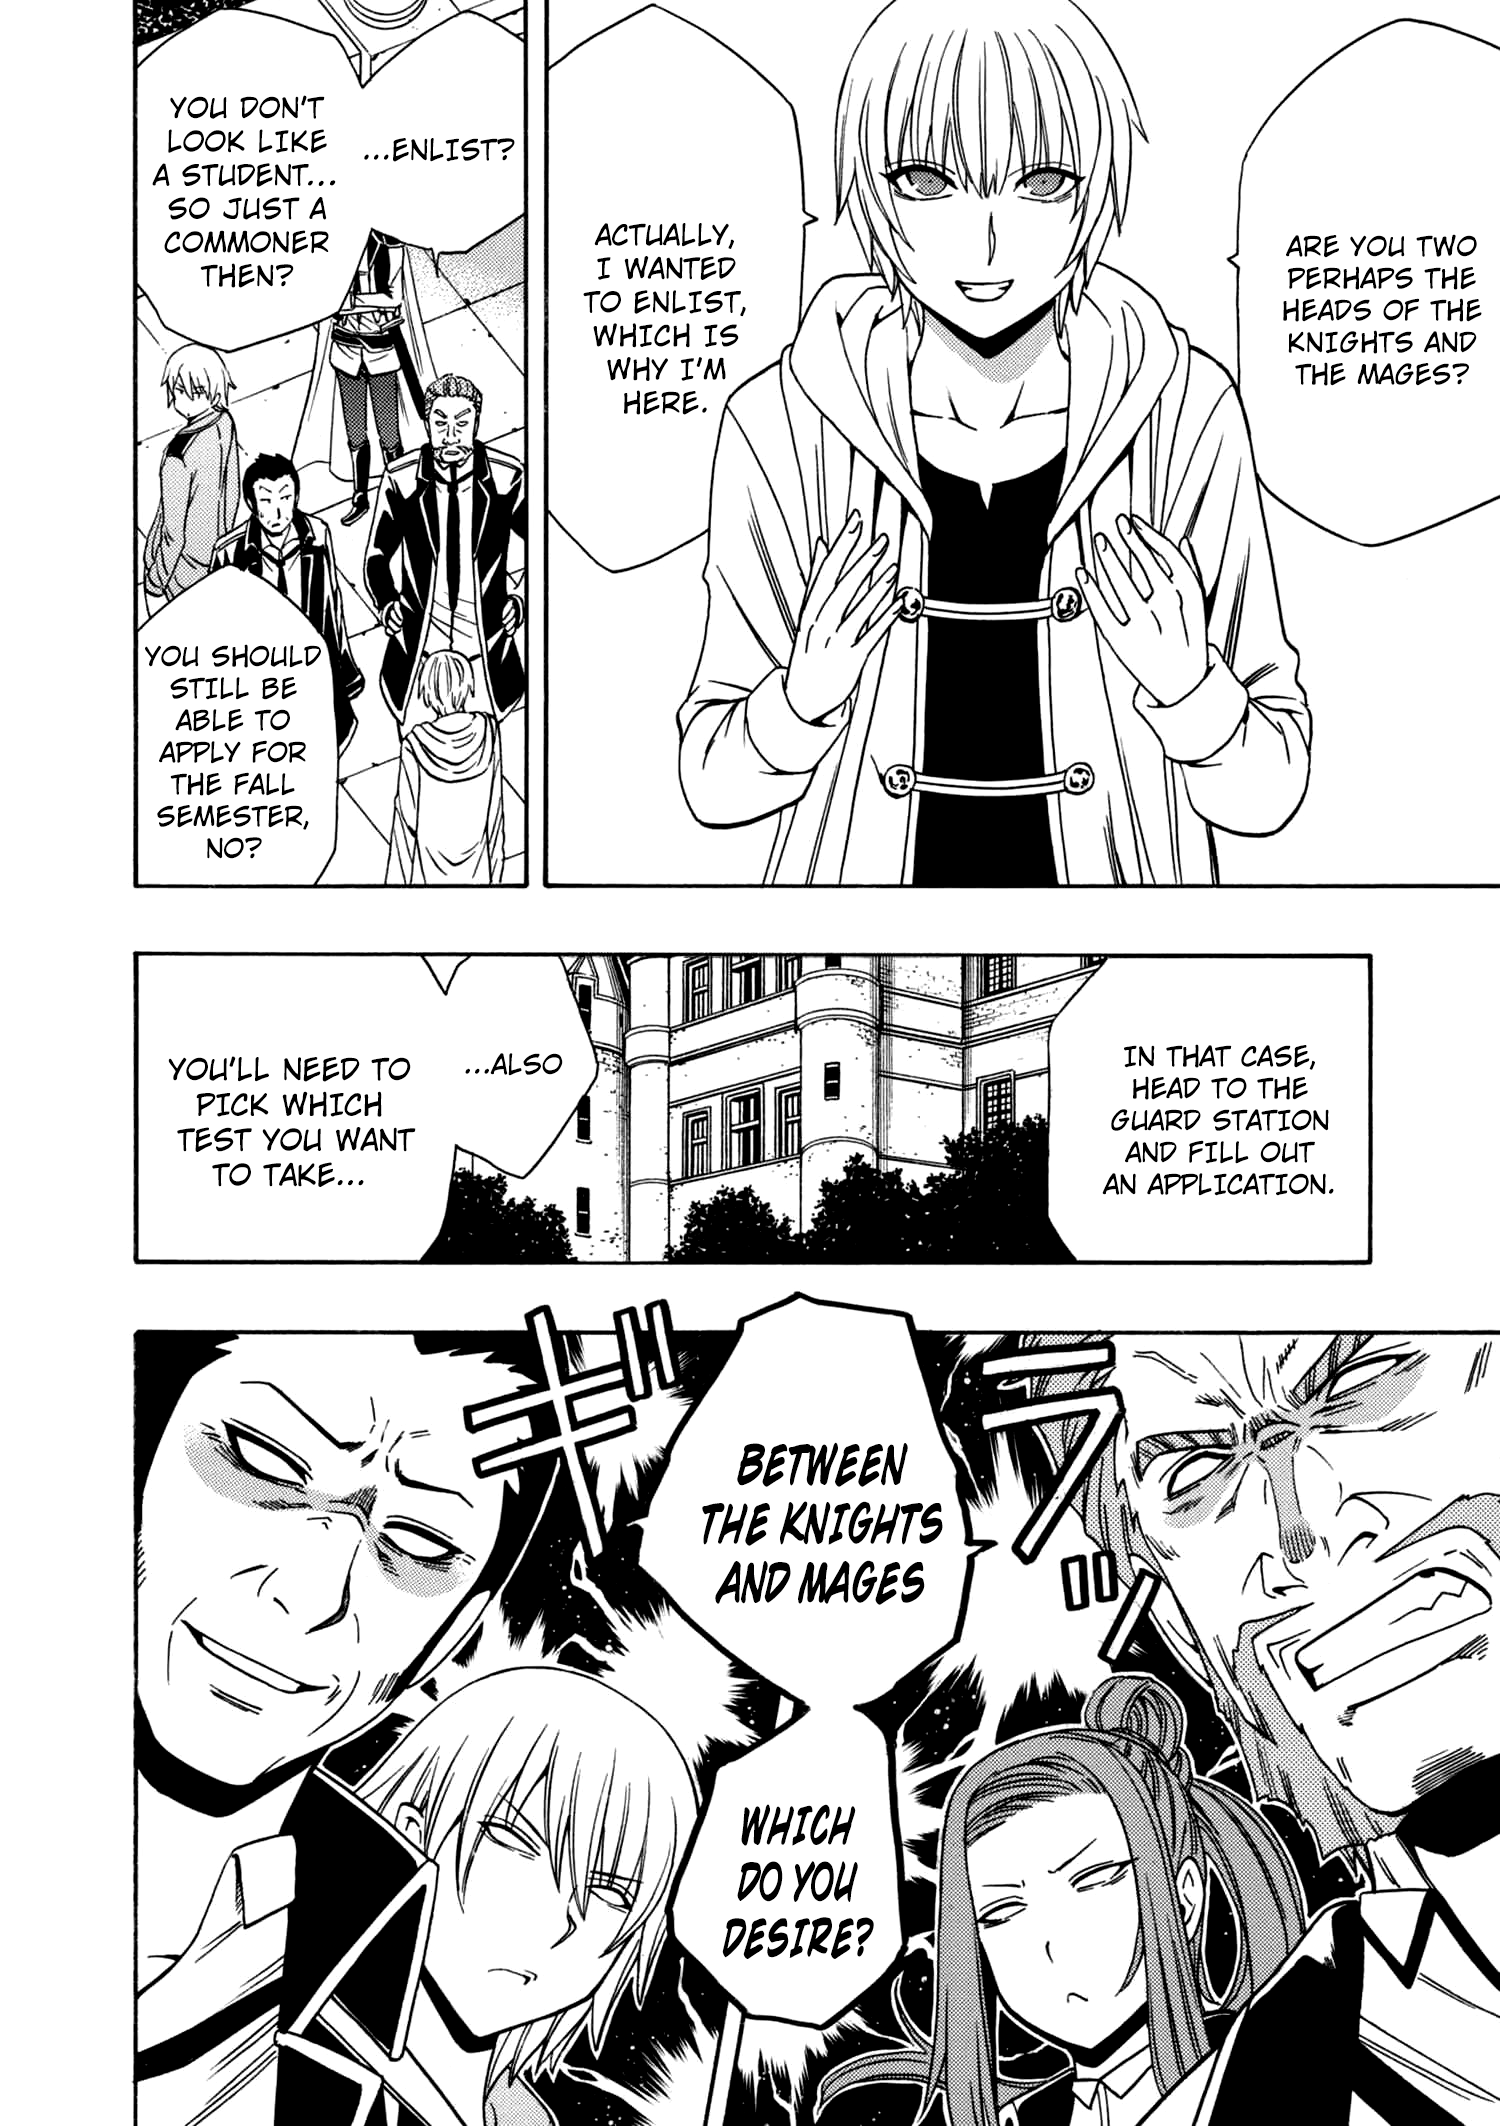 ARE YOU TWO
PERHAPS THE
HEADS OF THE
KNIGHTS AND
THE MAGES?
ACTUALLY,
I WANTED
TO ENLIST,
WHICH IS
WHY I'M
HERE.
...ENLIST?
YOU DON'T
LOOK LIKE
A STUDENT...
SO JUST A
COMMONER
THEN?
YOU SHOULD
STILL BE
ABLE TO
APPLY FOR
THE FALL
SEMESTER,
NO?
IN THAT CASE,
HEAD TO THE
GUARD STATION
AND FILL OUT
AN APPLICATION.
...ALSO
YOU'LL NEED TO
PICK WHICH
TEST YOU WANT
TO TAKE...
ギラッ
BETWEEN
THE KNIGHTS
AND MAGES
WHICH
DO YOU
DESIRE?